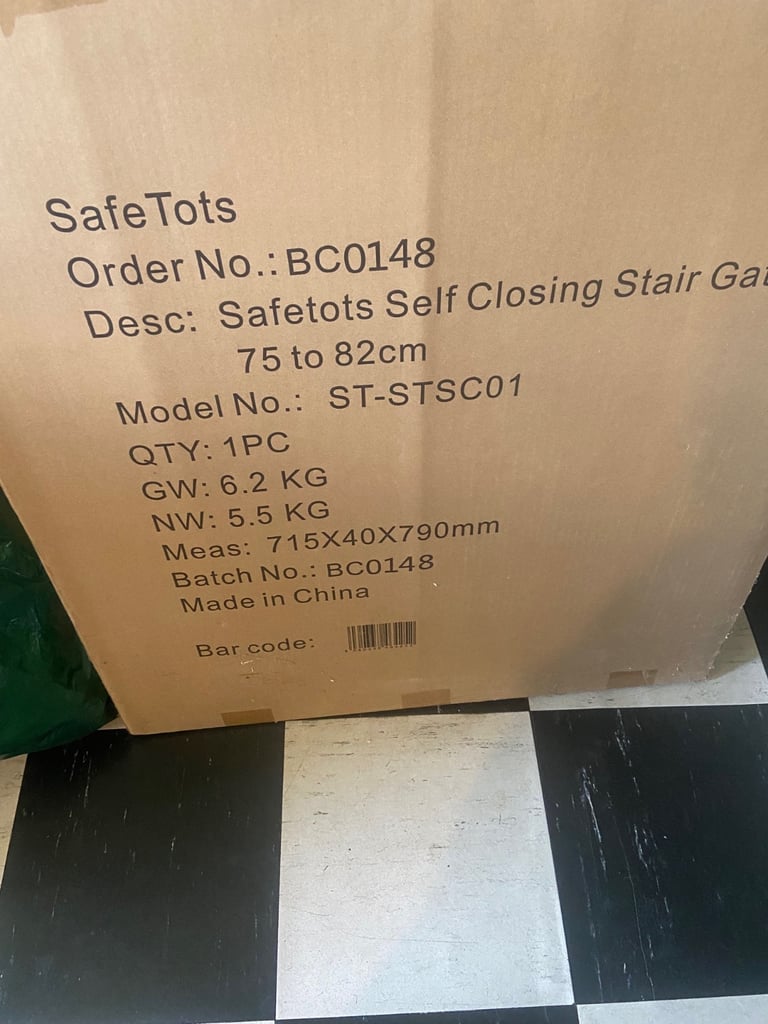 SafeTots
Order No.: BC0148
Desc: Safetots Self Closing Stair
75 to 82cm
Model No.: ST-STSC01
QTY: 1PC
GW: 6.2 KG
NW: 5.5 KG
Meas: 715X40X790mm
Batch No.: BC0148
Made in China
Bar code: